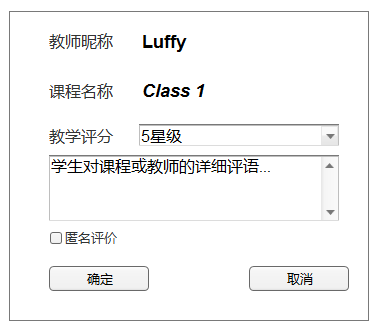 教师昵称 Luffy
课程名称 Class 1
教学评分 5星级
学生对课程或教师的详细评语...
匿名评价
确定 取消